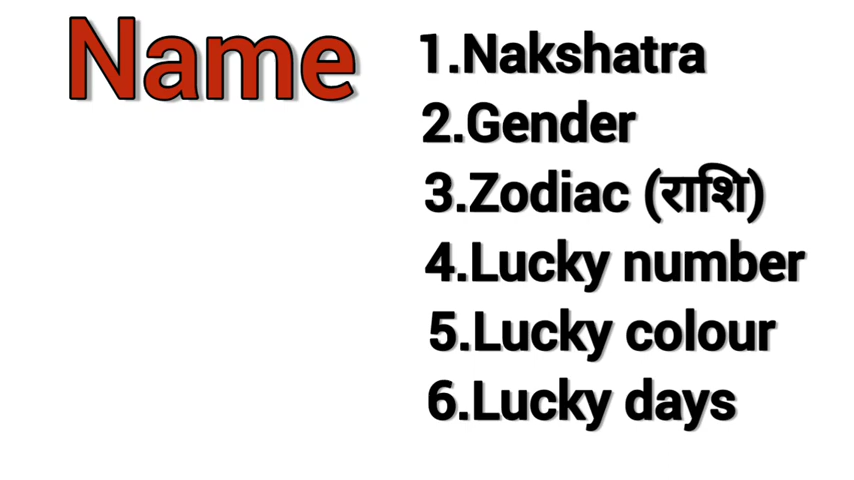 Name
1.Nakshatra
2.Gender
3.Zodiac (राशि)
4.Lucky number
5.Lucky colour
6.Lucky days